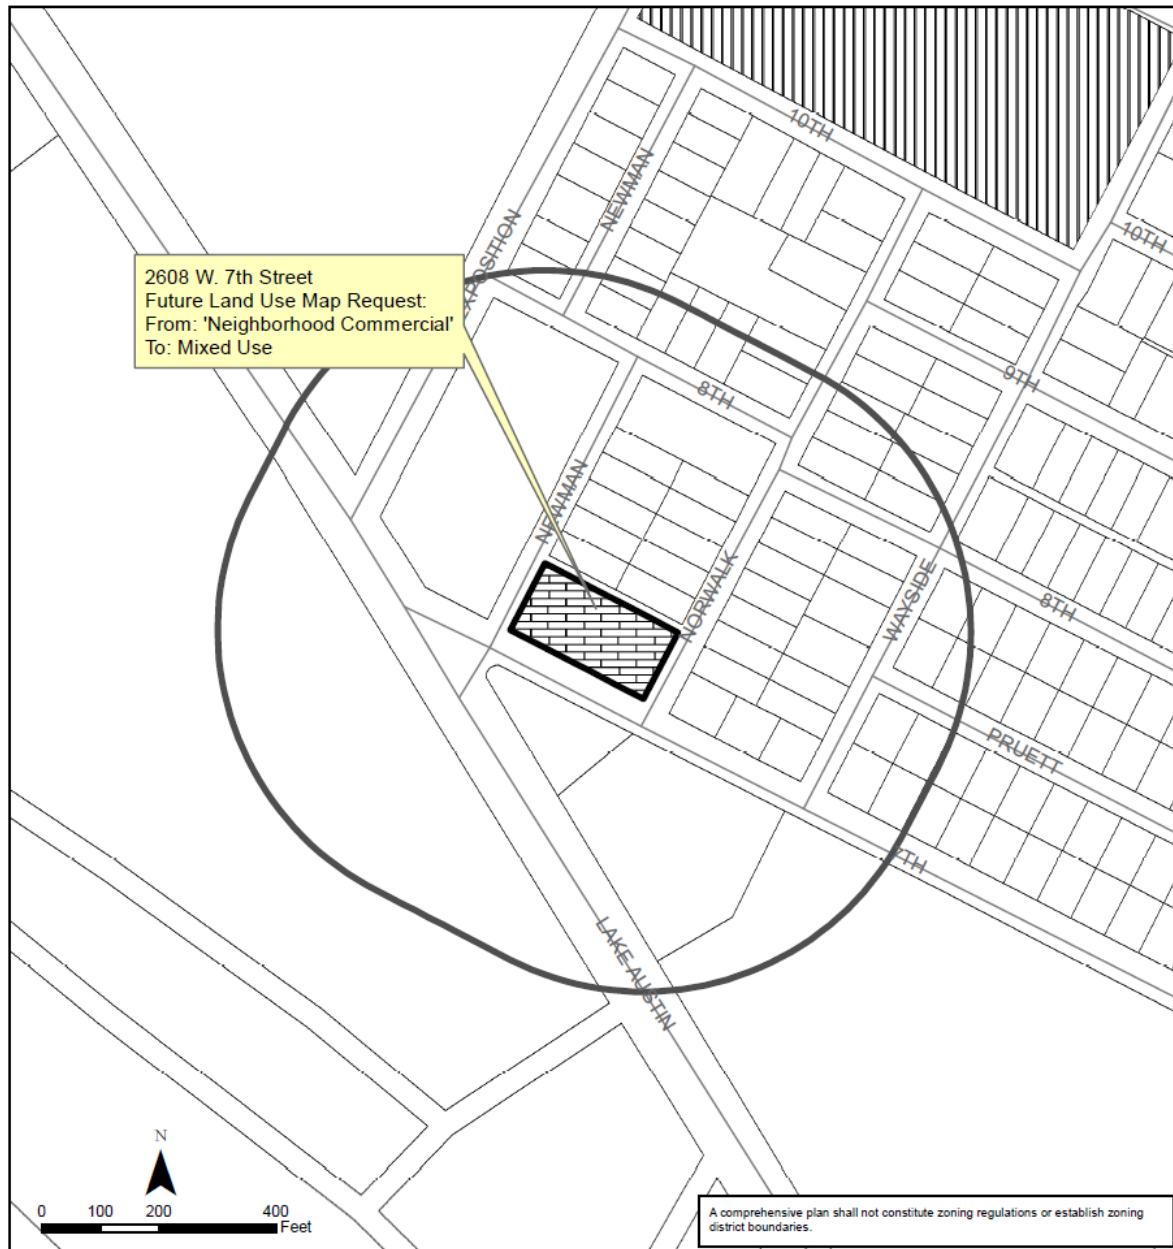 10TH
NEWMAN
10TH
EXPOSITION
2608 W. 7th Street
Future Land Use Map Request:
From: 'Neighborhood Commercial'
To: Mixed Use
9TH
8TH
NEWMAN
NORWALK
WAYSIDE
8TH
PRUETT
7TH
LAKE AUSTIN
N
0 100 200 400
Feet
A comprehensive plan shall not constitute zoning regulations or establish zoning
district boundaries.